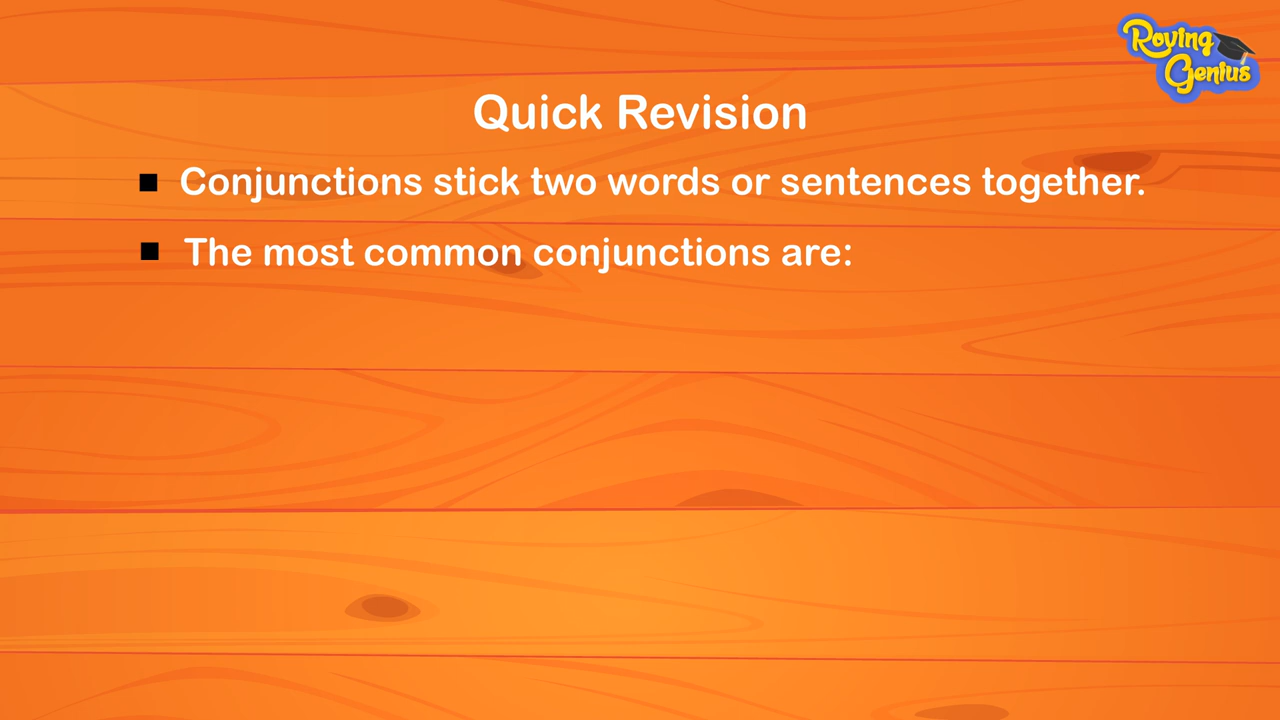 Roving
Genius
Quick Revision
Conjunctions stick two words or sentences together.
The most common conjunctions are: